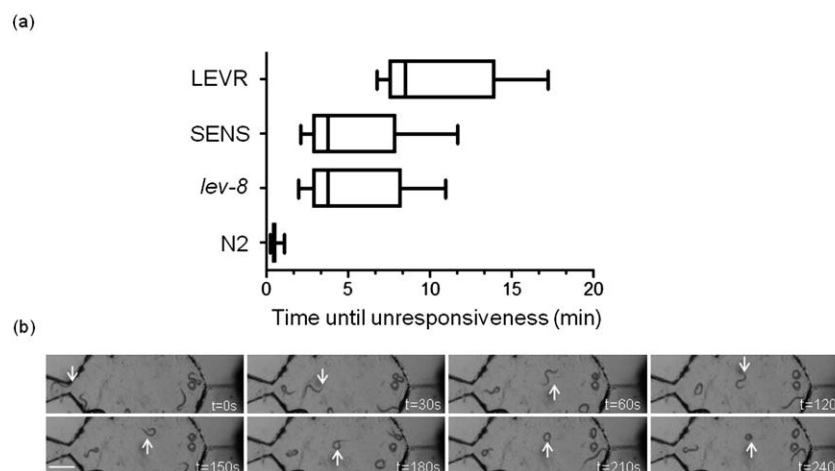 (a)
LEVR
SENS
lev-8
N2
0 5 10 15 20
Time until unresponsiveness (min)
(b)
t=0s t=30s t=60s t=120
t=150s t=180s t=210s t=240